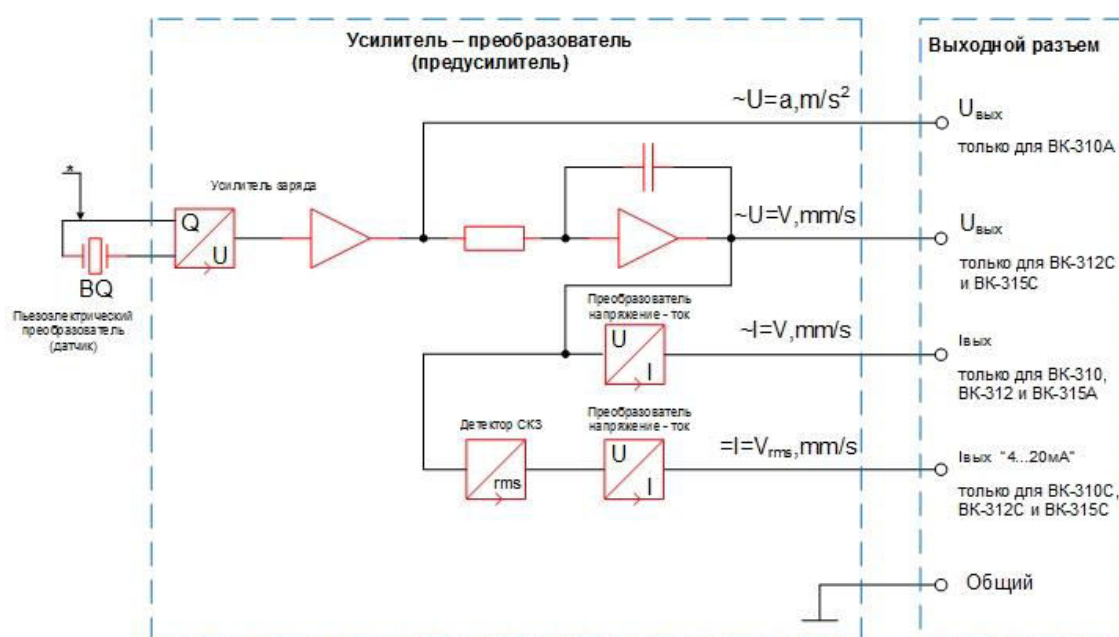 Усилитель – преобразователь
(предусилитель)
Выходной разъем
~U=a,m/s²
Uвых
только для ВК-310А
*
Усилитель заряда
Q
U
BQ
Пьезоэлектрический
преобразователь
(датчик)
~U=V,mm/s
Uвых
только для ВК-312С
и ВК-315С
Преобразователь
напряжение - ток
U
I
~I=V,mm/s
Iвых
только для ВК-310,
ВК-312 и ВК-315А
Детектор СКЗ
rms
Преобразователь
напряжение - ток
U
I
=I=Vrms,mm/s
Iвых "4...20мА"
только для ВК-310С,
ВК-312С и ВК-315С
Общий